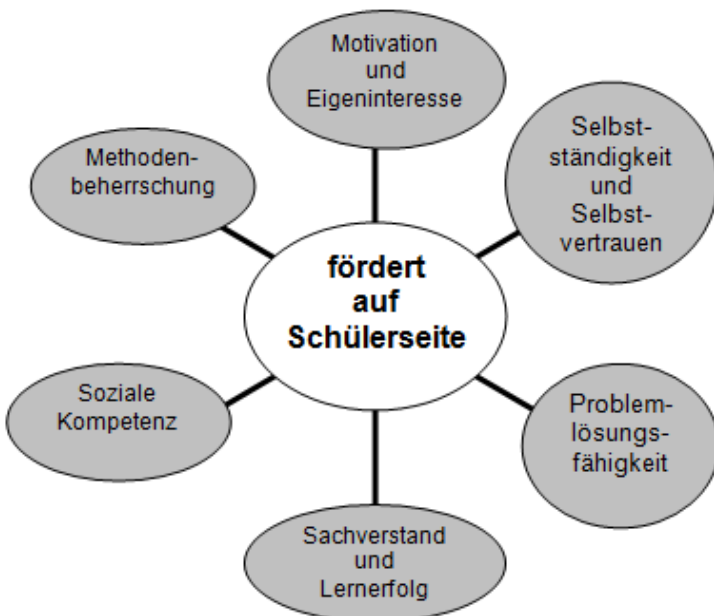 Motivation
und
Eigeninteresse
Selbst-
ständigkeit
und
Selbst-
vertrauen
Methoden-
beherrschung
fördert
auf
Schülerseite
Soziale
Kompetenz
Problem-
lösungs-
fähigkeit
Sachverstand
und
Lernerfolg